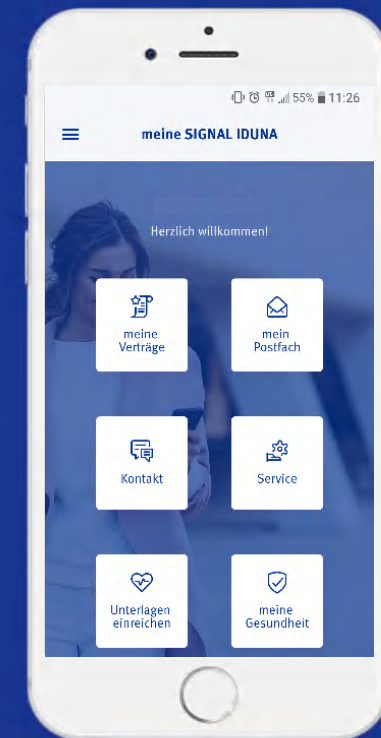 55% 11:26
meine SIGNAL IDUNA
Herzlich willkommen!
meine
Verträge
mein
Postfach
Kontakt
Service
Unterlagen
einreichen
meine
Gesundheit